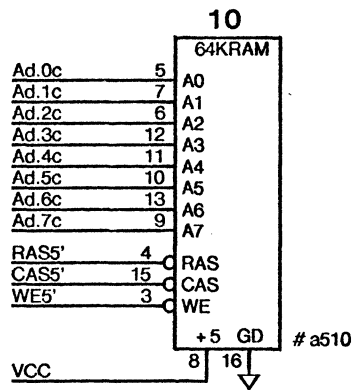 10
64KRAM
Ad.0c 5 A0
Ad.1c 7 A1
Ad.2c 6 A2
Ad.3c 12 A3
Ad.4c 11 A4
Ad.5c 10 A5
Ad.6c 13 A6
Ad.7c 9 A7
RAS5' 4 RAS
CAS5' 15 CAS
WE5' 3 WE
+5 GD # a510
8 16
VCC